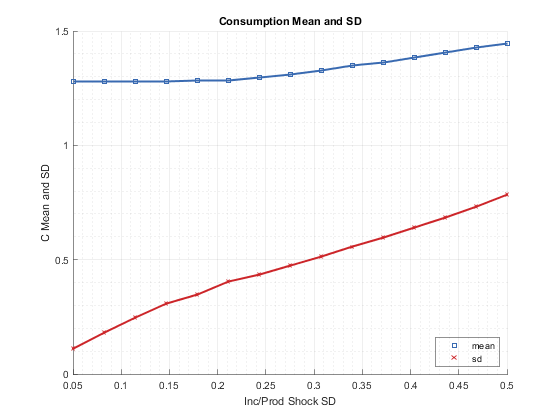 Consumption Mean and SD
1.5
1
0.5
0
C Mean and SD
0.05 0.1 0.15 0.2 0.25 0.3 0.35 0.4 0.45 0.5
Inc/Prod Shock SD
mean
sd